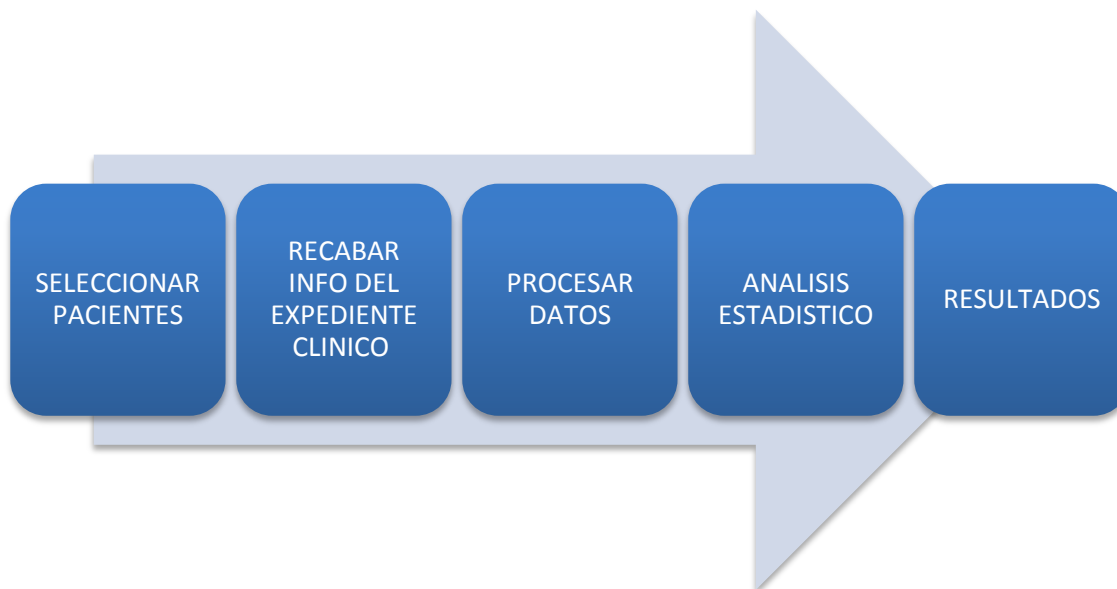 SELECCIONAR
PACIENTES
RECABAR
INFO DEL
EXPEDIENTE
CLINICO
PROCESAR
DATOS
ANALISIS
ESTADISTICO
RESULTADOS